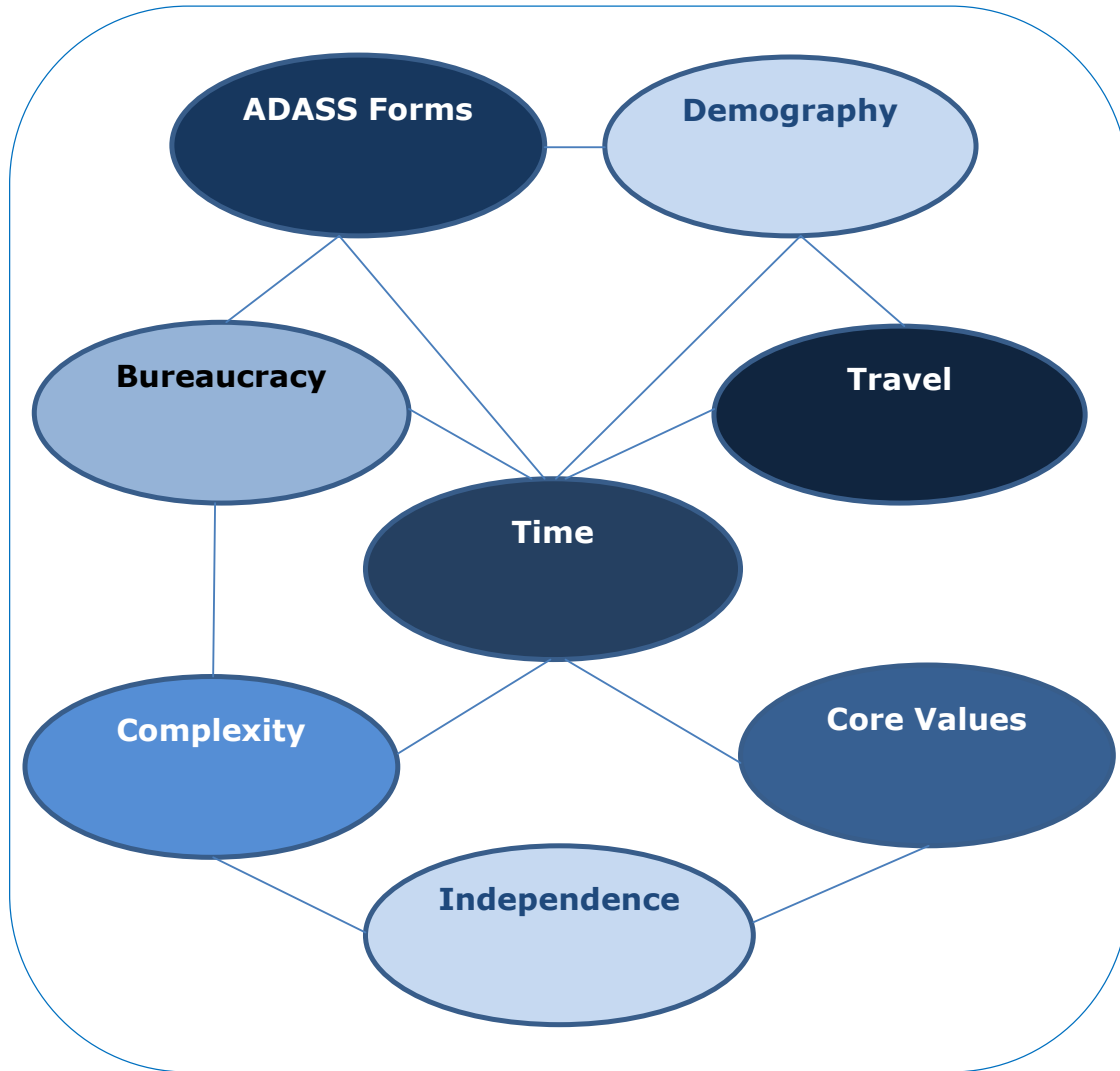 ADASS Forms
Demography
Bureaucracy
Travel
Time
Complexity
Core Values
Independence